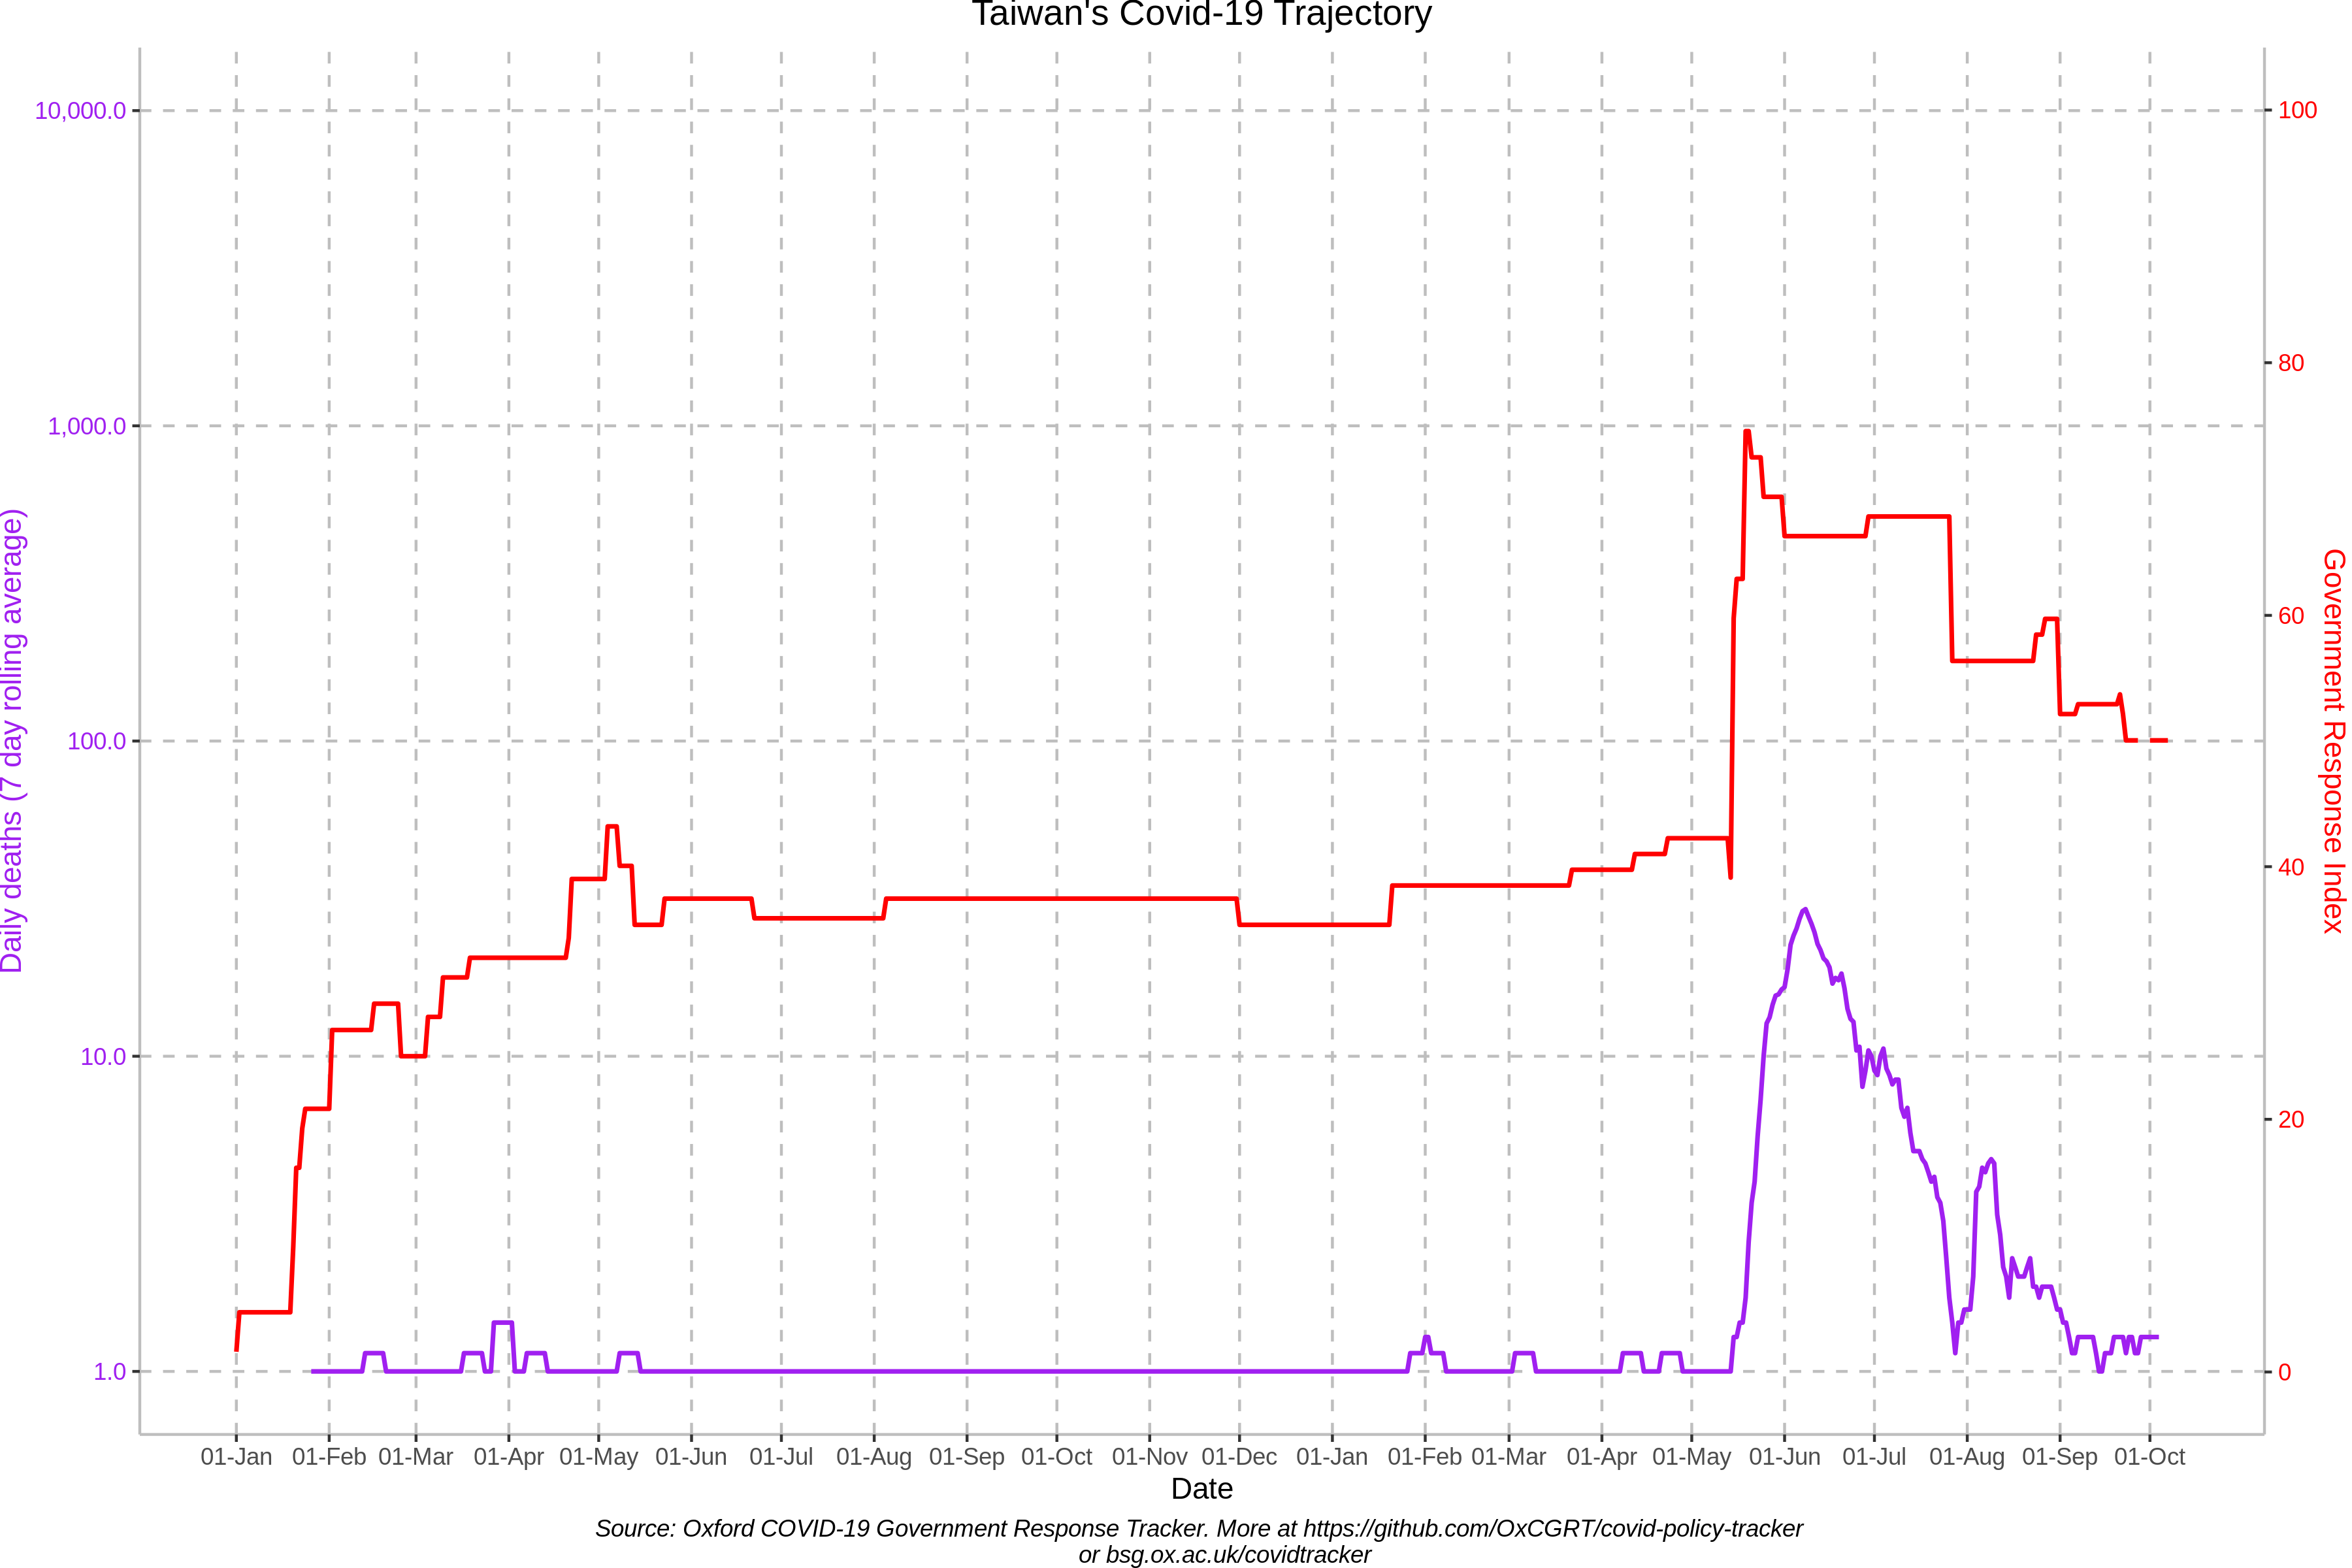 Taiwan's Covid-19 Trajectory
10,000.0
1,000.0
100.0
10.0
1.0
Daily deaths (7 day rolling average)
100
80
60
40
20
0
Government Response Index
01-Jan 01-Feb 01-Mar 01-Apr 01-May 01-Jun 01-Jul 01-Aug 01-Sep 01-Oct 01-Nov 01-Dec 01-Jan 01-Feb 01-Mar 01-Apr 01-May 01-Jun 01-Jul 01-Aug 01-Sep 01-Oct
Date
Source: Oxford COVID-19 Government Response Tracker. More at https://github.com/OxCGRT/covid-policy-tracker
or bsg.ox.ac.uk/covidtracker